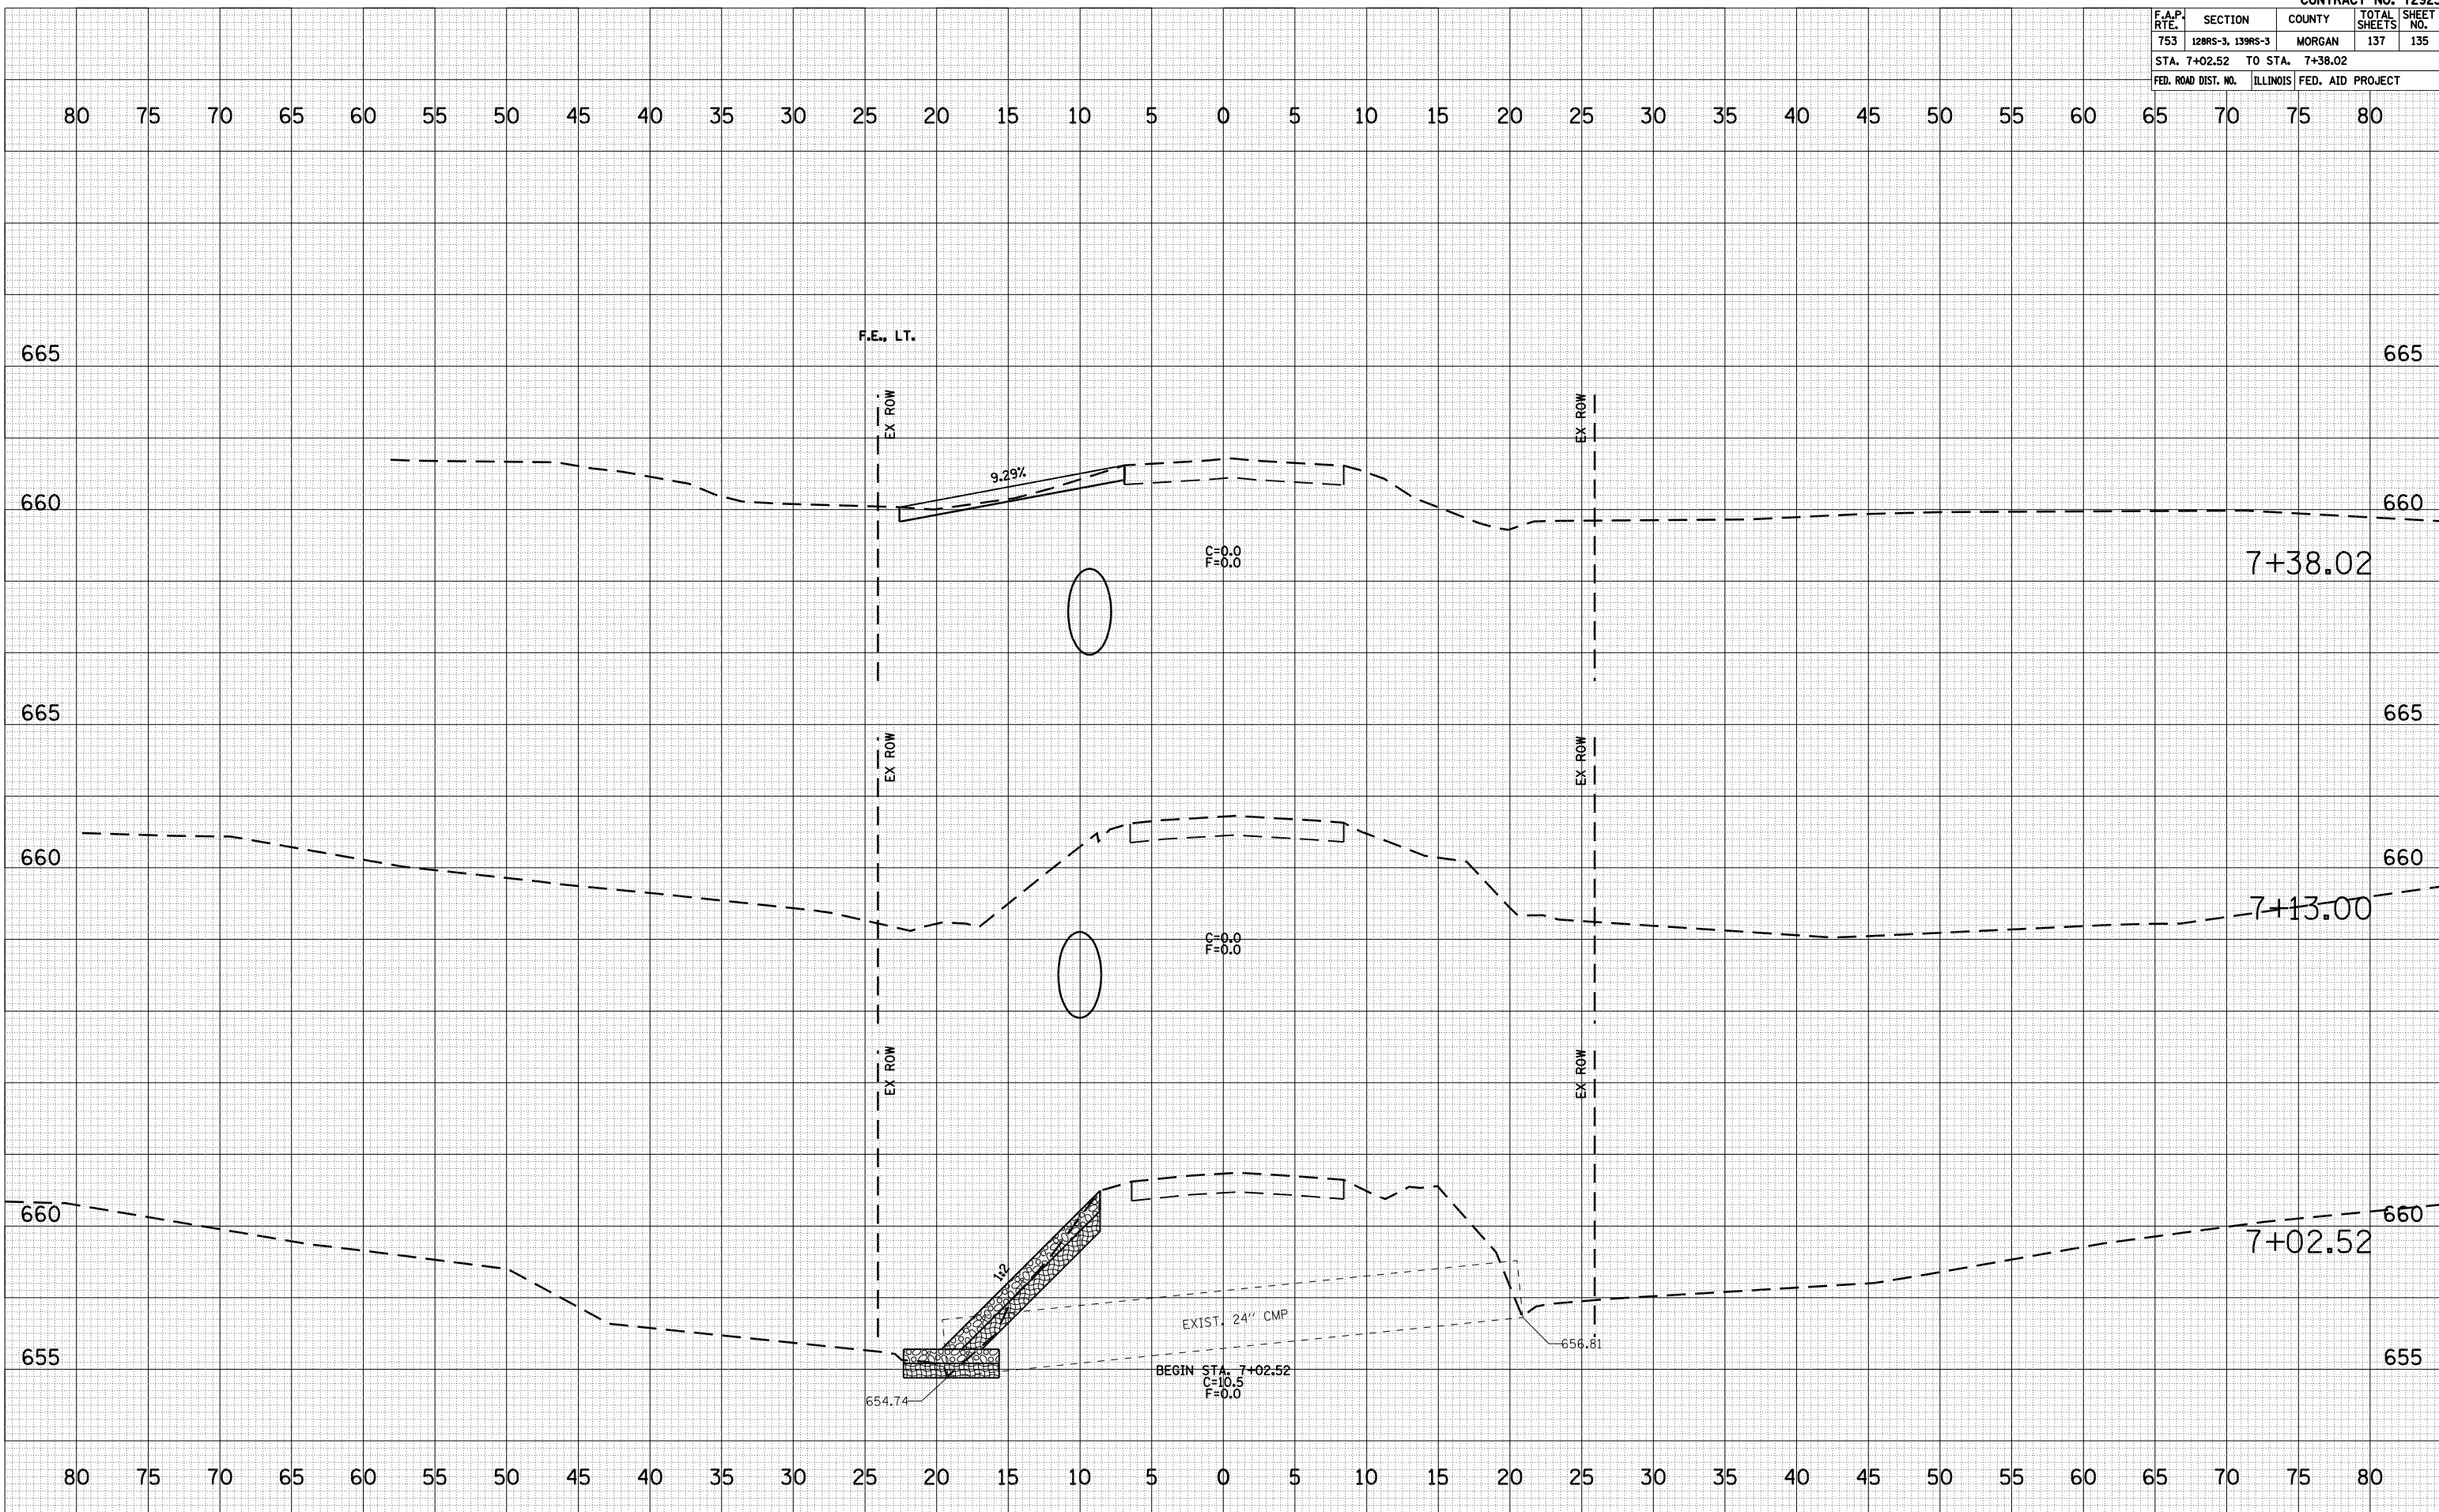 CONTRACT NO. 72925
F.A.P. RTE. SECTION COUNTY TOTAL SHEETS SHEET NO.
753 128RS-3, 139RS-3 MORGAN 137 135
STA. 7+02.52 TO STA. 7+38.02
FED. ROAD DIST. NO. ILLINOIS FED. AID PROJECT
80 75 70 65 60 55 50 45 40 35 30 25 20 15 10 5 0 5 10 15 20 25 30 35 40 45 50 55 60 65 70 75 80
F.E., LT.
665 665
EX ROW EX ROW
9.29%
660 660
C=0.0
F=0.0
7+38.02
665 665
EX ROW EX ROW
660 660
7+13.00
C=0.0
F=0.0
EX ROW EX ROW
660 660
7+02.52
1:2
EXIST. 24'' CMP
656.81
655 655
BEGIN STA. 7+02.52
C=10.5
F=0.0
654.74
80 75 70 65 60 55 50 45 40 35 30 25 20 15 10 5 0 5 10 15 20 25 30 35 40 45 50 55 60 65 70 75 80